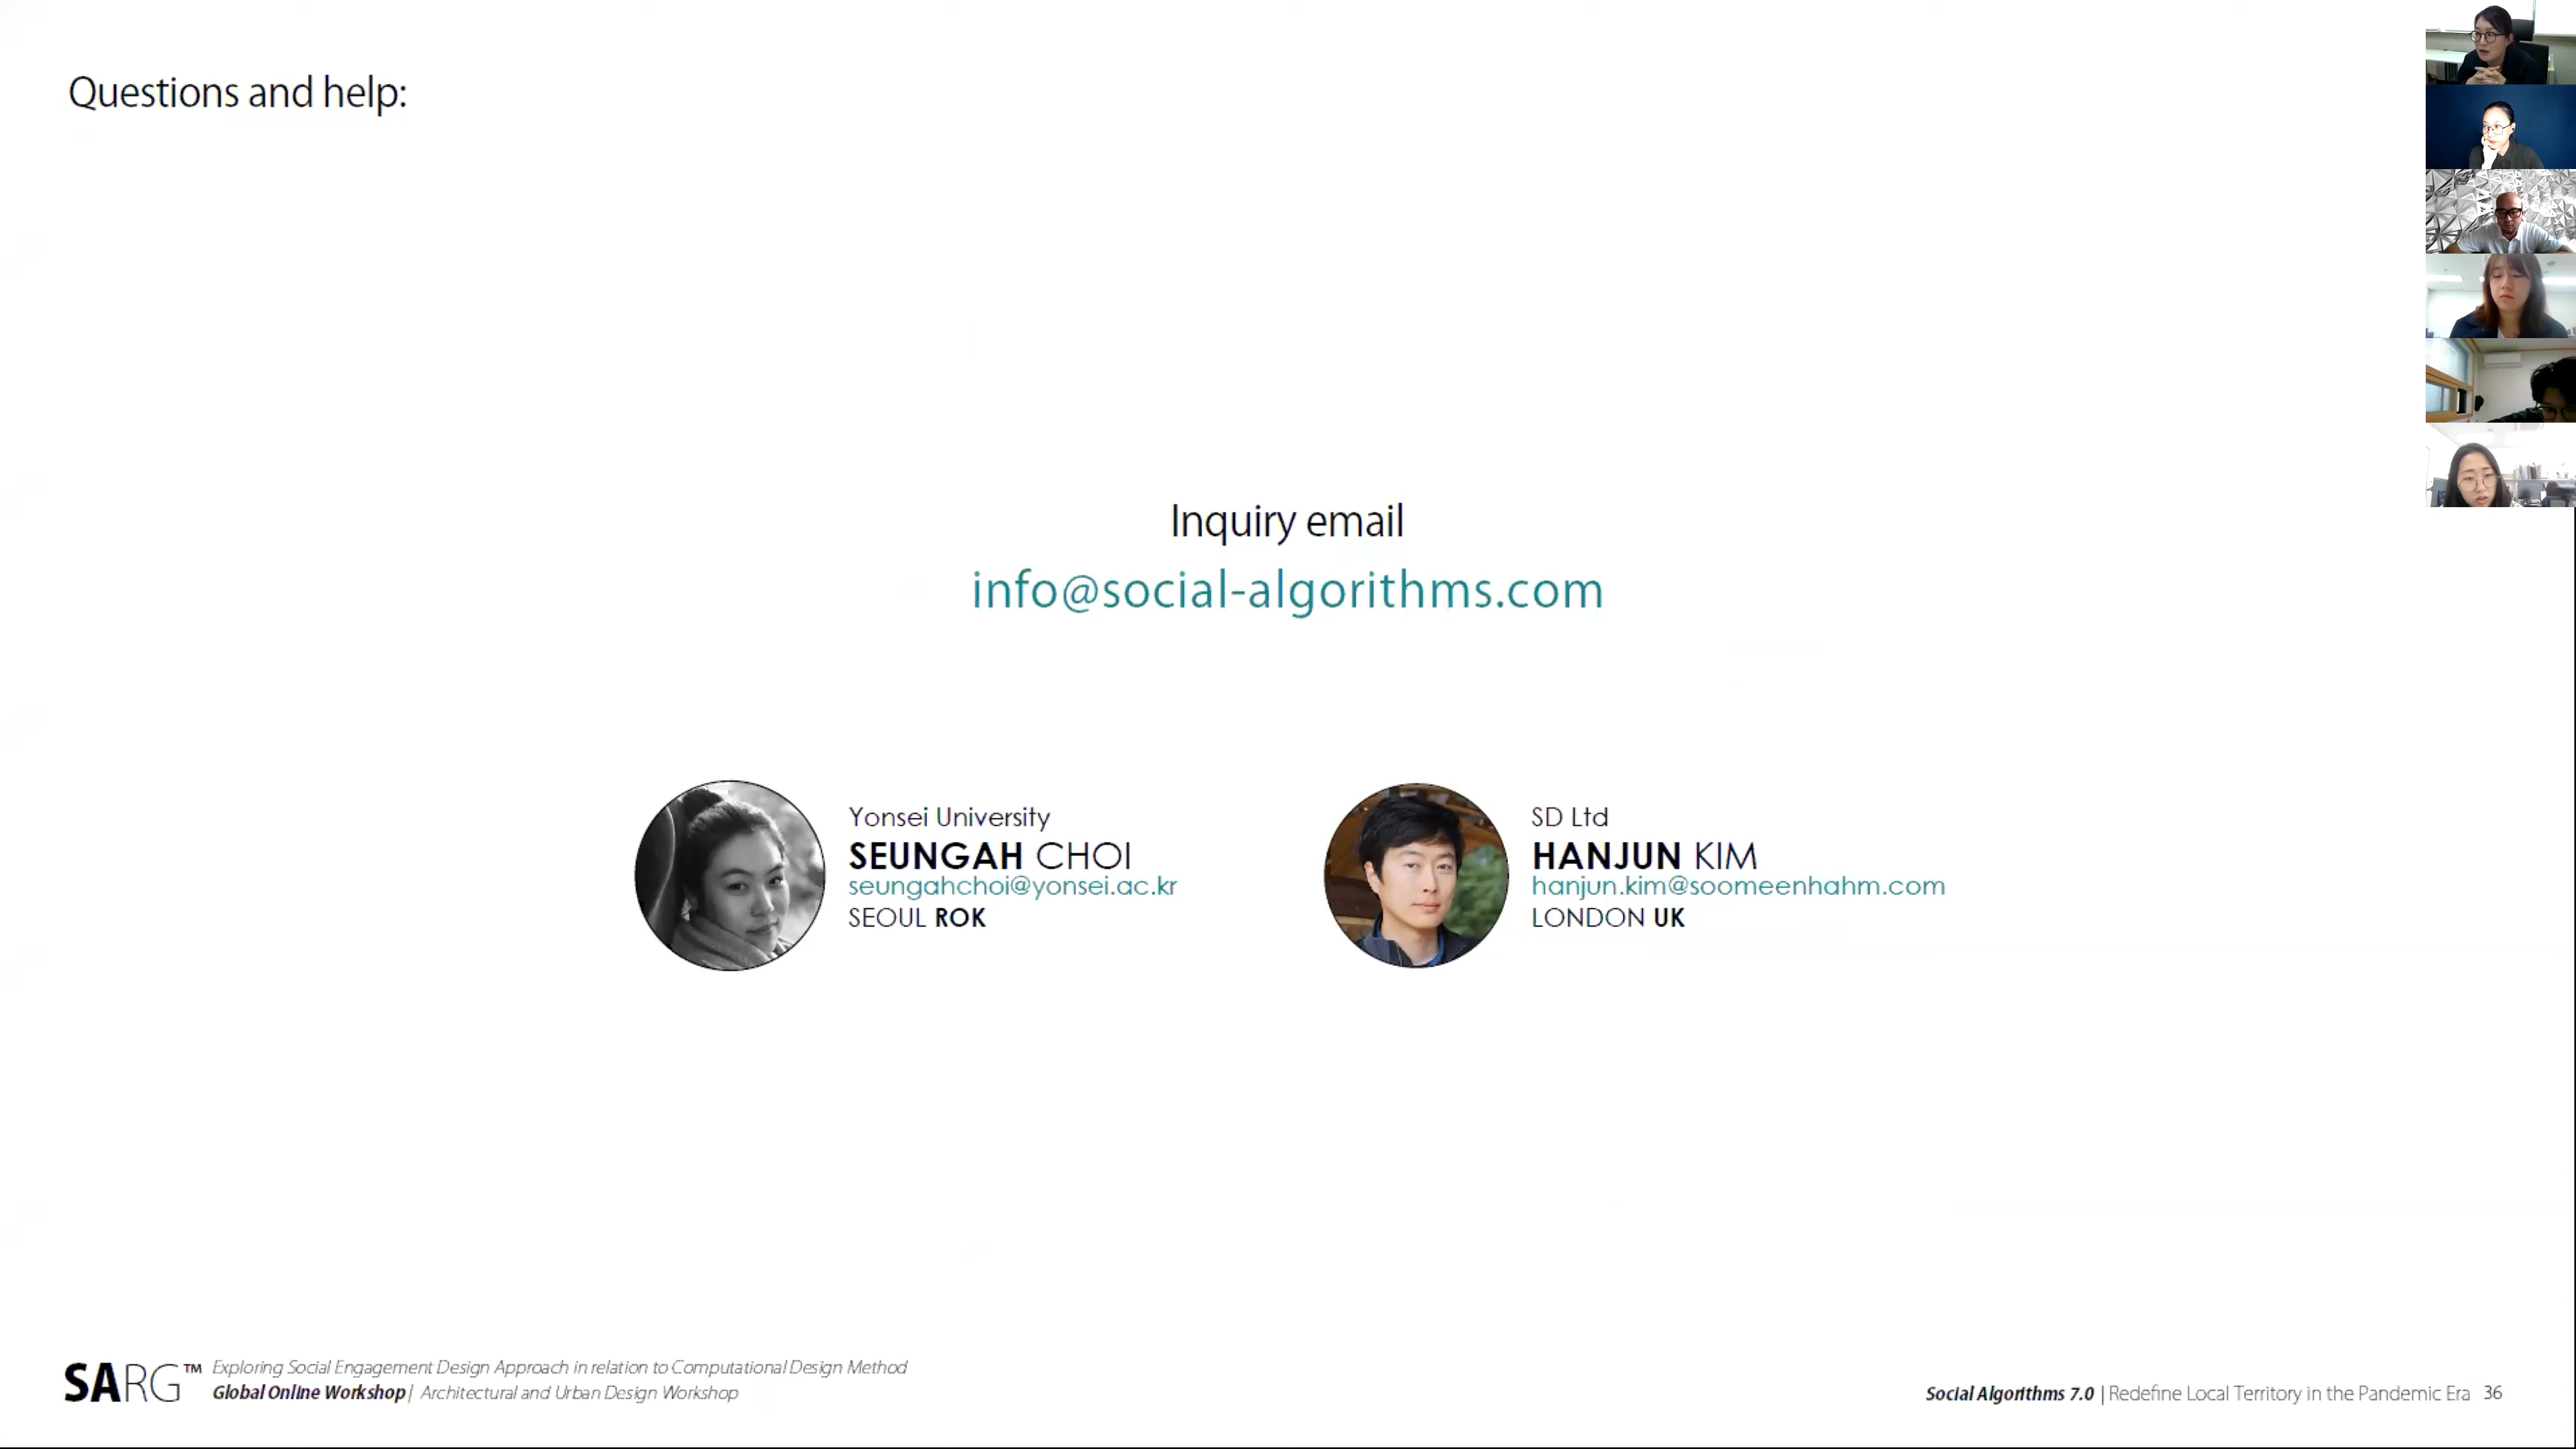 Questions and help:
Inquiry email
info@social-algorithms.com
Yonsei University
SEUNGAH CHOI
seungahchoi@yonsei.ac.kr
SEOUL ROK
SD Ltd
HANJUN KIM
hanjun.kim@soomeenhahm.com
LONDON UK
SARG™
Exploring Social Engagement Design Approach in relation to Computational Design Method
Global Online Workshop | Architectural and Urban Design Workshop
Social Algorithms 7.0 | Redefine Local Territory in the Pandemic Era 36